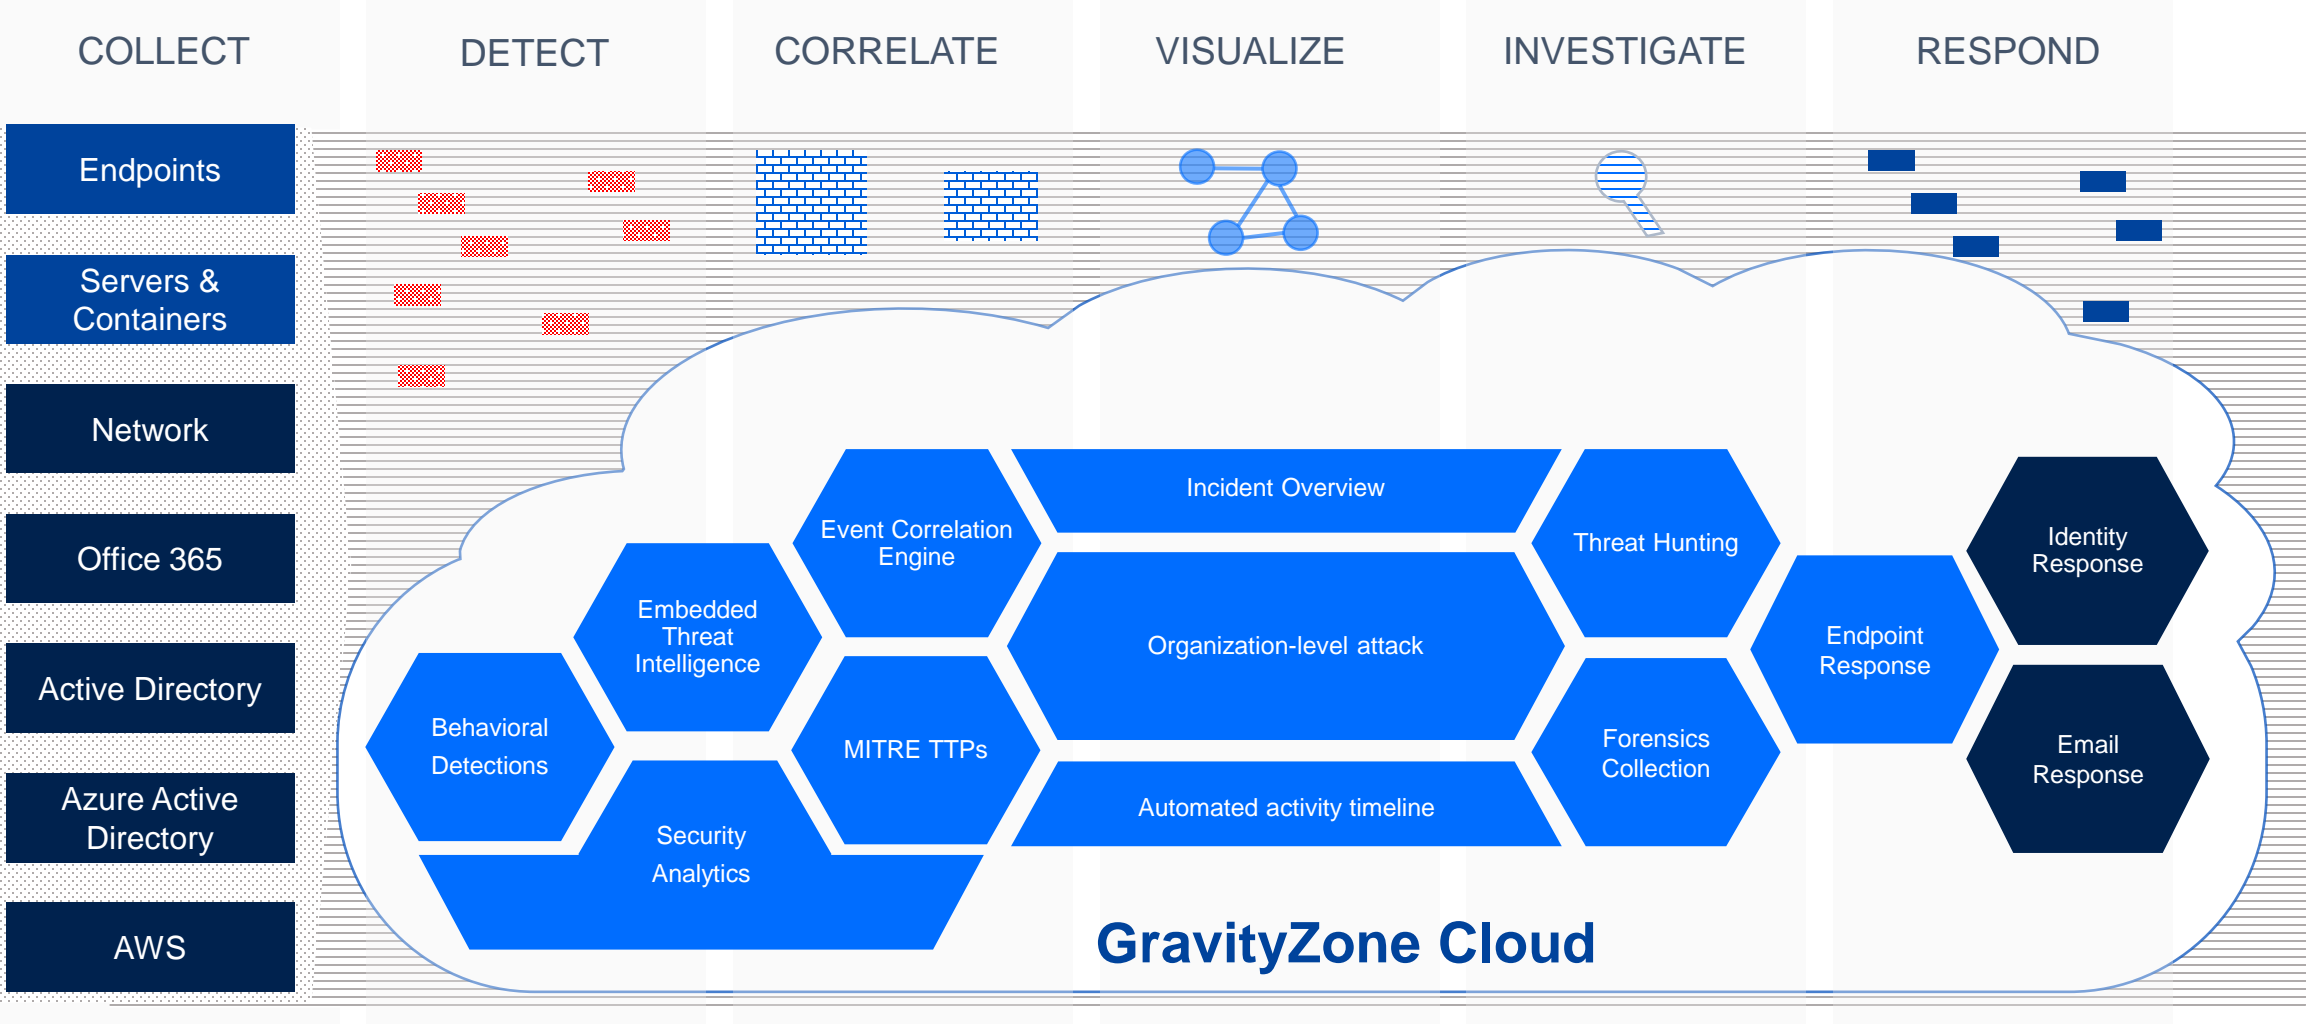 COLLECT
DETECT
CORRELATE
VISUALIZE
INVESTIGATE
RESPOND
Endpoints
Servers &
Containers
Network
Office 365
Active Directory
Azure Active
Directory
AWS
Behavioral
Detections
Embedded
Threat
Intelligence
Security
Analytics
Event Correlation
Engine
MITRE TTPs
Incident Overview
Organization-level attack
Automated activity timeline
Threat Hunting
Forensics
Collection
Endpoint
Response
Identity
Response
Email
Response
GravityZone Cloud